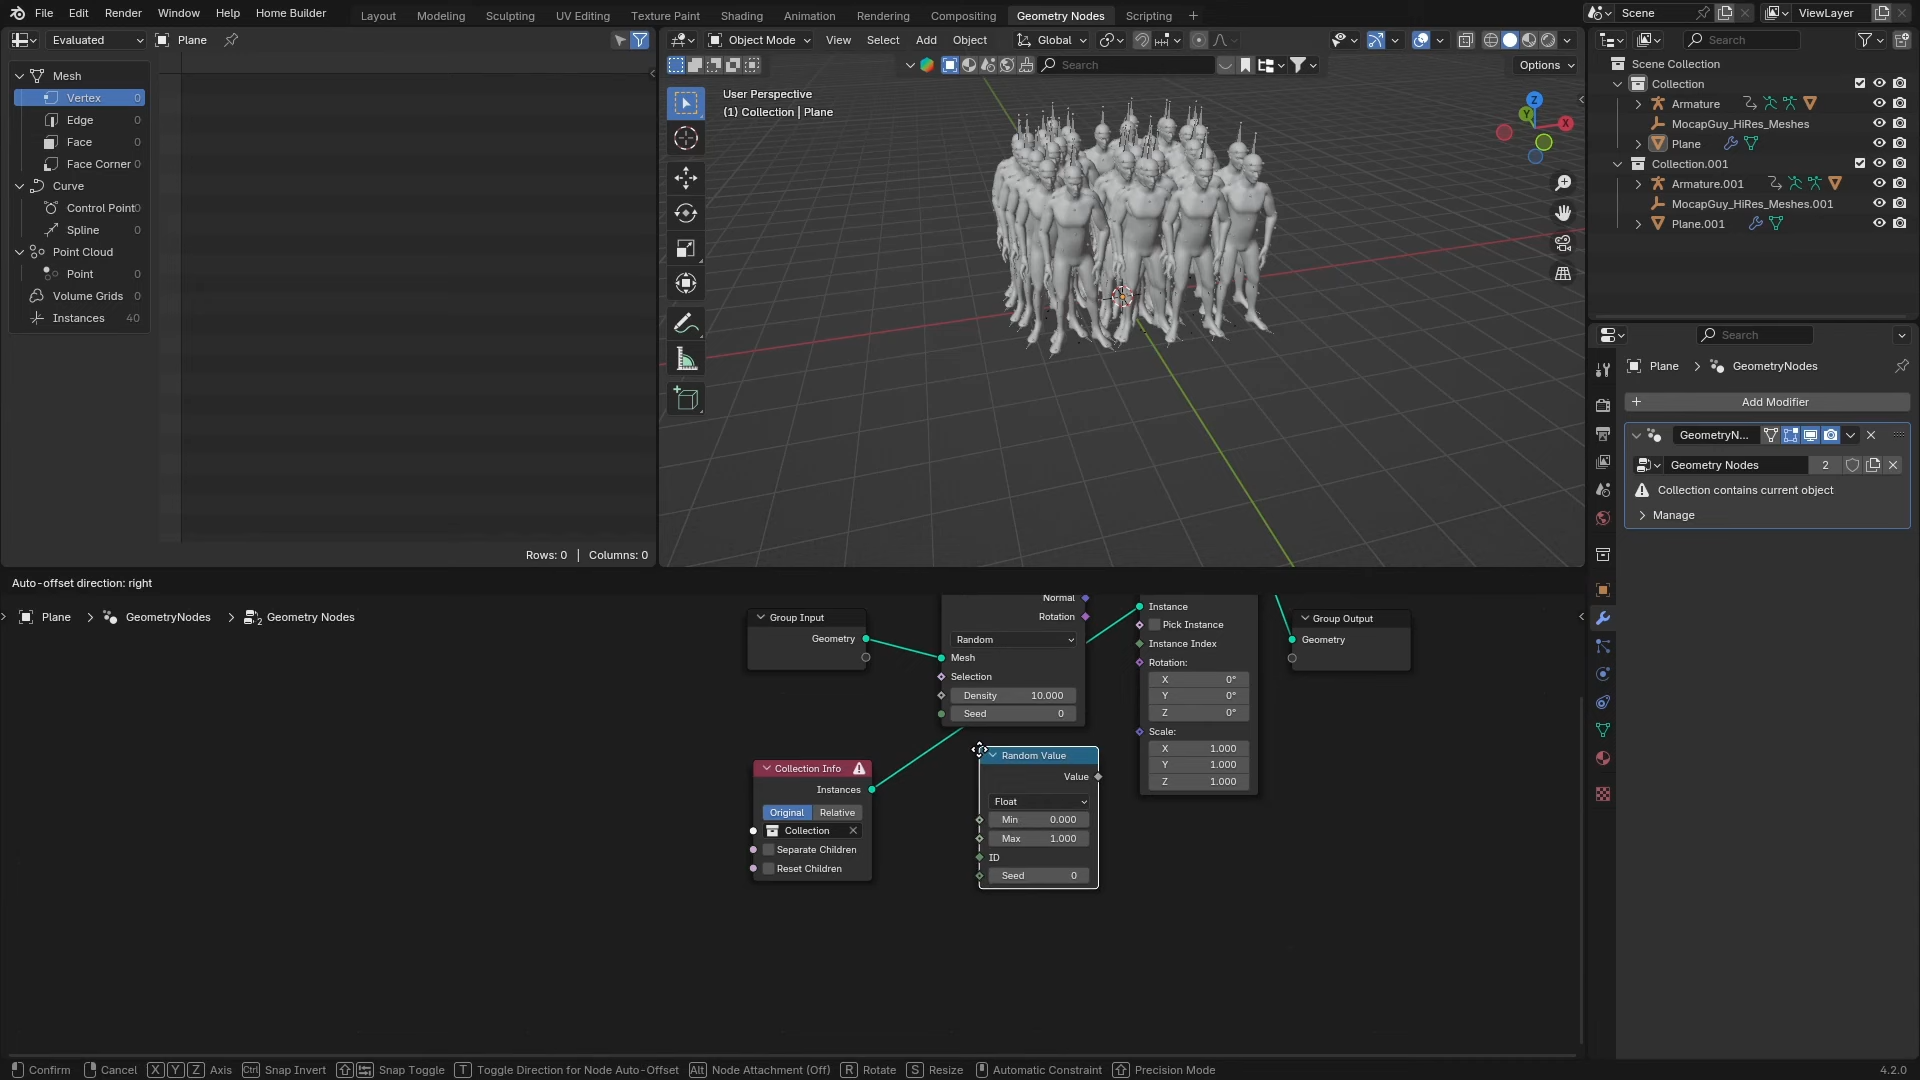 File Edit Render Window Help Home Builder Layout Modeling Sculpting UV Editing Texture Paint Shading Animation Rendering Compositing Geometry Nodes Scripting Scene ViewLayer
Evaluated Plane
Object Mode View Select Add Object Global
Search
Search Options
Mesh
Vertex 0
Edge 0
Face 0
Face Corner 0
Curve
Control Point 0
Spline 0
Point Cloud
Point 0
Volume Grids 0
Instances 40
Rows: 0 | Columns: 0
User Perspective
(1) Collection | Plane
Z
Y
X
Scene Collection
Collection
Armature
MocapGuy_HiRes_Meshes
Plane
Collection.001
Armature.001
MocapGuy_HiRes_Meshes.001
Plane.001
Search
Plane > GeometryNodes
Add Modifier
GeometryN...
Geometry Nodes 2
Collection contains current object
Manage
Auto-offset direction: right
Plane > GeometryNodes > 2 Geometry Nodes
Group Input
Geometry
Normal
Rotation
Random
Mesh
Selection
Density 10.000
Seed 0
Instance
Pick Instance
Instance Index
Rotation:
X 0°
Y 0°
Z 0°
Scale:
X 1.000
Y 1.000
Z 1.000
Group Output
Geometry
Collection Info
Instances
Original Relative
Collection
Separate Children
Reset Children
Random Value
Value
Float
Min 0.000
Max 1.000
ID
Seed 0
Confirm Cancel X Y Z Axis Ctrl Snap Invert Snap Toggle T Toggle Direction for Node Auto-Offset Alt Node Attachment (Off) R Rotate S Resize Automatic Constraint Precision Mode 4.2.0